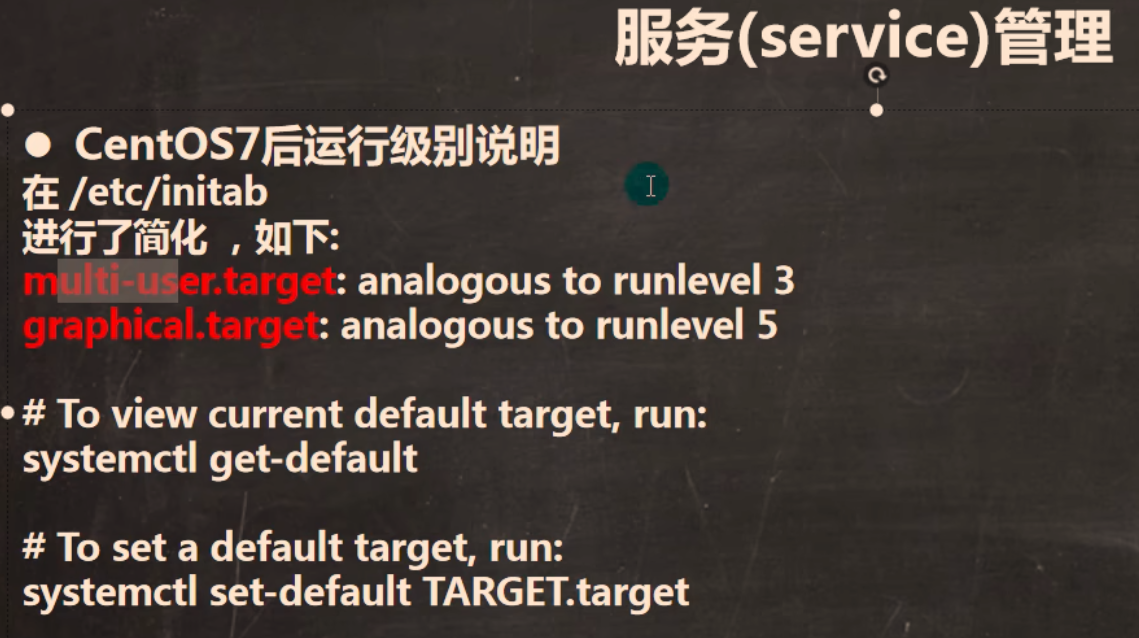 服务(service)管理
● CentOS7后运行级别说明
在 /etc/initab
进行了简化 ，如下:
multi-user.target: analogous to runlevel 3
graphical.target: analogous to runlevel 5
# To view current default target, run:
systemctl get-default
# To set a default target, run:
systemctl set-default TARGET.target